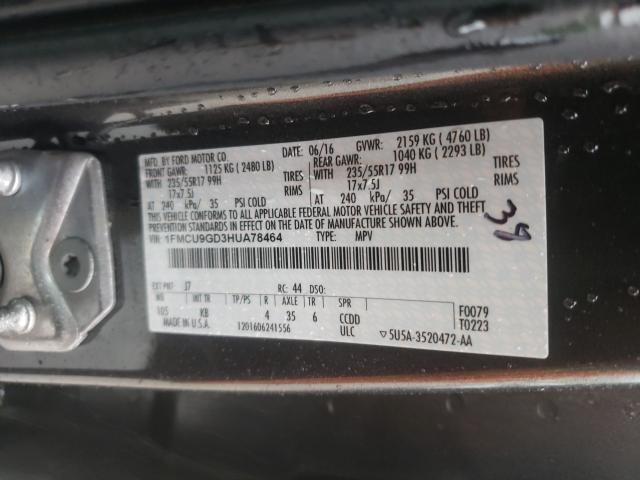 MFD. BY FORD MOTOR CO.
DATE: 06/16 GVWR: 2159 KG ( 4760 LB)
FRONT GAWR: 1125 KG ( 2480 LB)
REAR GAWR: 1040 KG ( 2293 LB)
WITH 235/55R17 99H TIRES
WITH 235/55R17 99H TIRES
17x7.5J RIMS
17x7.5J RIMS
AT 240 kPa/ 35 PSI COLD
AT 240 kPa/ 35 PSI COLD
THIS VEHICLE CONFORMS TO ALL APPLICABLE FEDERAL MOTOR VEHICLE SAFETY AND THEFT
PREVENTION STANDARDS IN EFFECT ON THE
DATE OF MANUFACTURE SHOWN ABOVE.
VIN: 1FMCU9GD3HUA78464 TYPE: MPV
39
EXT PNT: J7 RC: 44 DSO:
WB INT TR TP/PS R AXLE TR SPR
105 KB 4 35 6 CCDD F0079
MADE IN U.S.A. ULC T0223
1201606241556
▽5U5A-3520472-AA